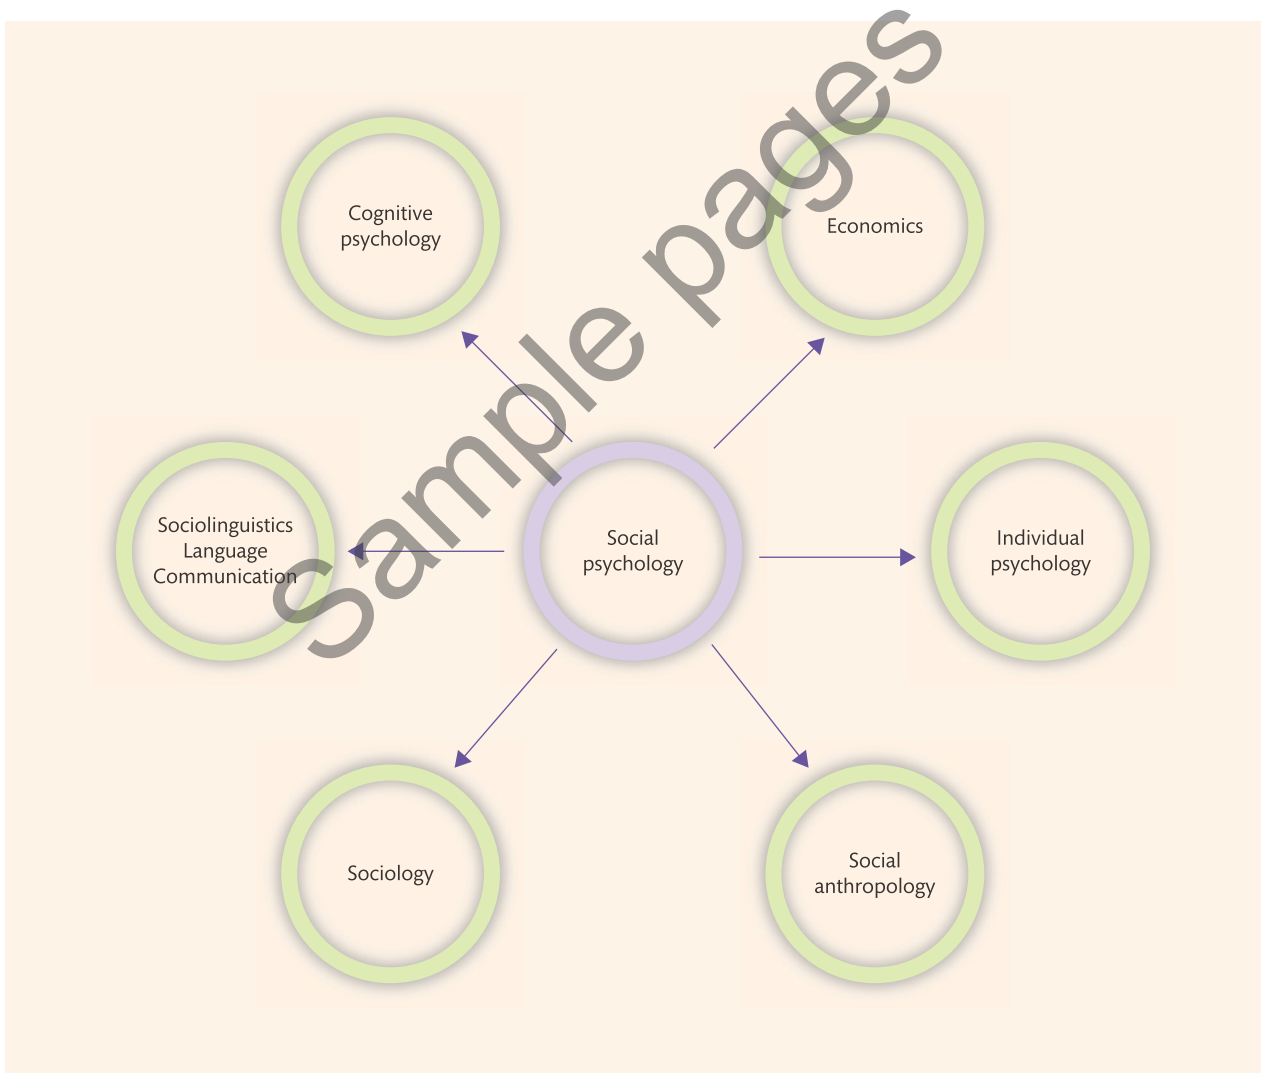 Sample pages
Cognitive
psychology
Economics
Sociolinguistics
Language
Communication
Social
psychology
Individual
psychology
Sociology
Social
anthropology